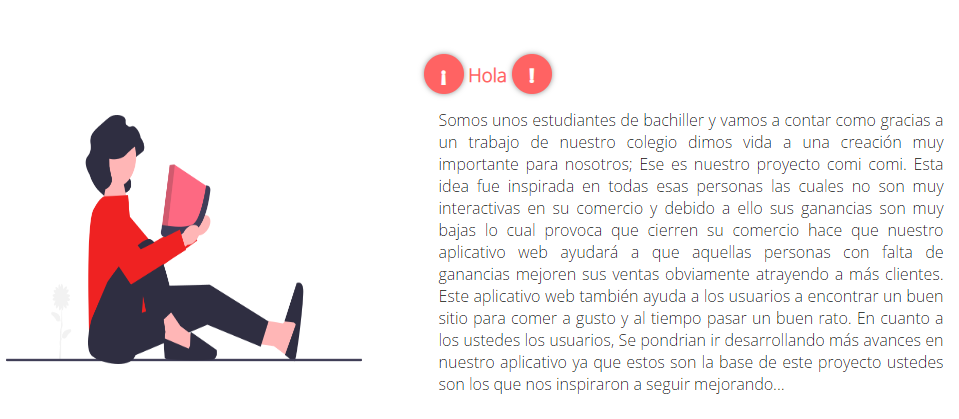 ¡ Hola !
Somos unos estudiantes de bachiller y vamos a contar como gracias a
un trabajo de nuestro colegio dimos vida a una creación muy
importante para nosotros; Ese es nuestro proyecto comi comi. Esta
idea fue inspirada en todas esas personas las cuales no son muy
interactivas en su comercio y debido a ello sus ganancias son muy
bajas lo cual provoca que cierren su comercio hace que nuestro
aplicativo web ayudará a que aquellas personas con falta de
ganancias mejoren sus ventas obviamente atrayendo a más clientes.
Este aplicativo web también ayuda a los usuarios a encontrar un buen
sitio para comer a gusto y al tiempo pasar un buen rato. En cuanto a
los ustedes los usuarios, Se pondrian ir desarrollando más avances en
nuestro aplicativo ya que estos son la base de este proyecto ustedes
son los que nos inspiraron a seguir mejorando...